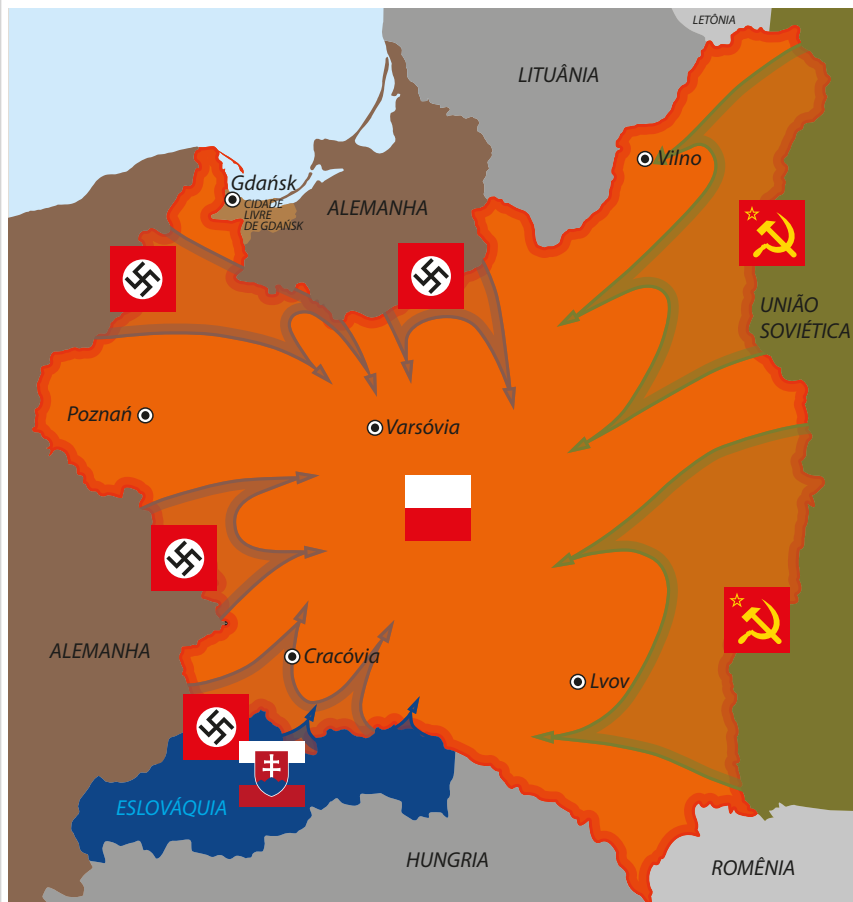 LETÔNIA
LITUÂNIA
Vilno
Gdańsk
CIDADE
LIVRE
DE GDAŃSK
ALEMANHA
UNIÃO
SOVIÉTICA
Poznań
Varsóvia
ALEMANHA
Cracóvia
Lvov
ESLOVÁQUIA
HUNGRIA
ROMÊNIA